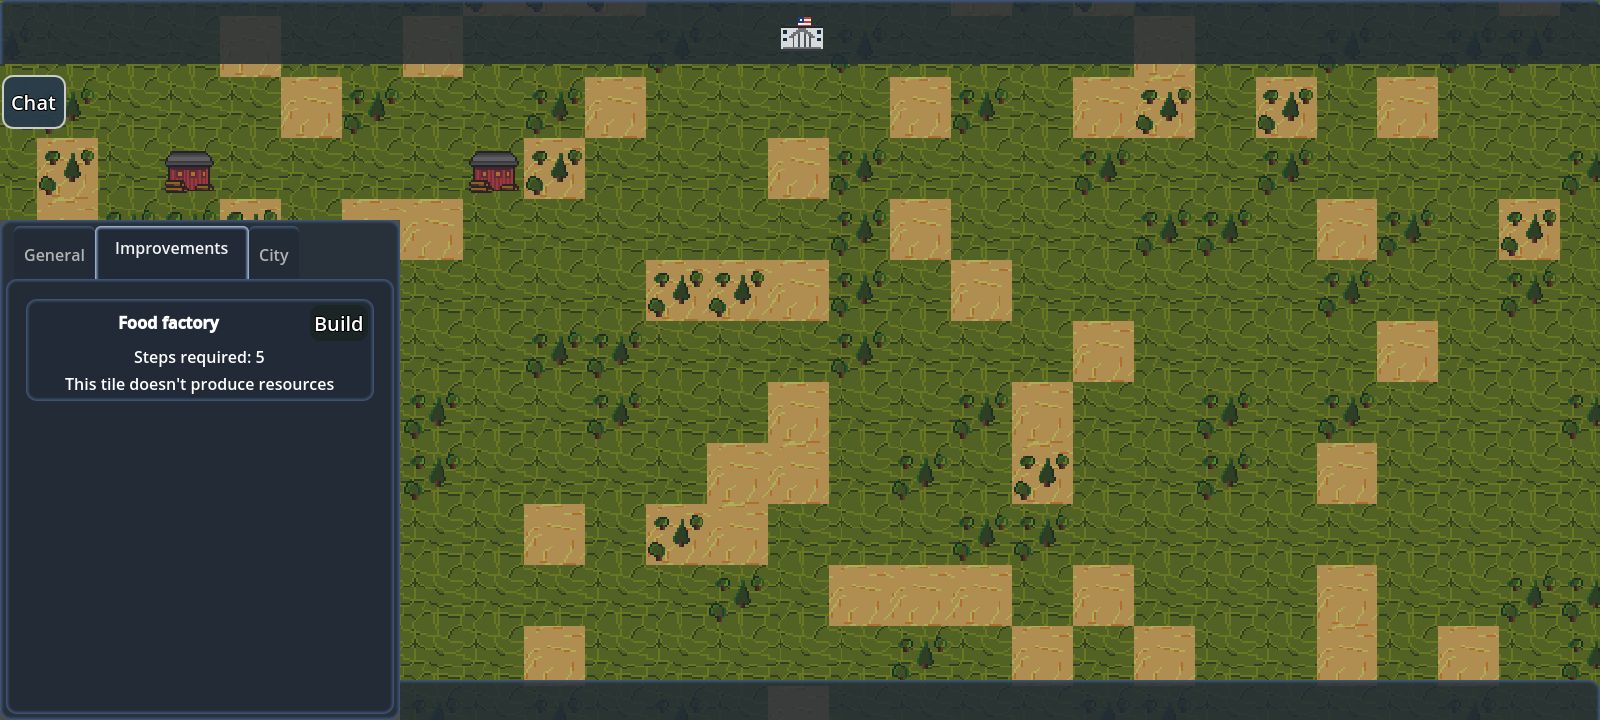 Chat
General
Improvements
City
Food factory
Build
Steps required: 5
This tile doesn't produce resources